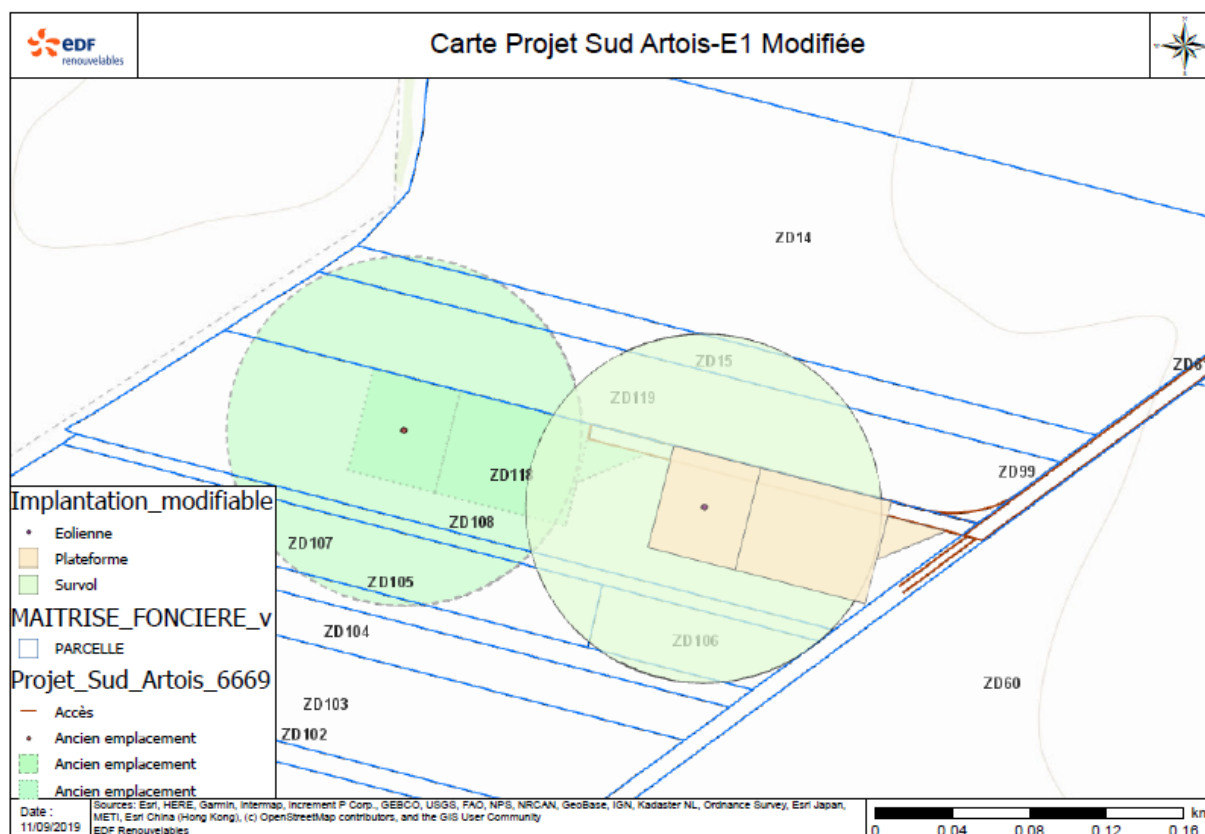 edf
renouvelables
Carte Projet Sud Artois-E1 Modifiée
ZD14
ZD15
ZD6
ZD119
ZD99
ZD118
ZD108
ZD107
ZD105
ZD104
ZD106
ZD60
ZD103
ZD102
Implantation_modifiable
Eolienne
Plateforme
Survol
MAITRISE_FONCIERE_v
PARCELLE
Projet_Sud_Artois_6669
Accès
Ancien emplacement
Ancien emplacement
Ancien emplacement
Date :
11/09/2019
Sources: Esri, HERE, Garmin, Intermap, increment P Corp., GEBCO, USGS, FAO, NPS, NRCAN, GeoBase, IGN, Kadaster NL, Ordnance Survey, Esri Japan,
METI, Esri China (Hong Kong), (c) OpenStreetMap contributors, and the GIS User Community
EDF Renouvelables
km
0 0.04 0.08 0.12 0.16